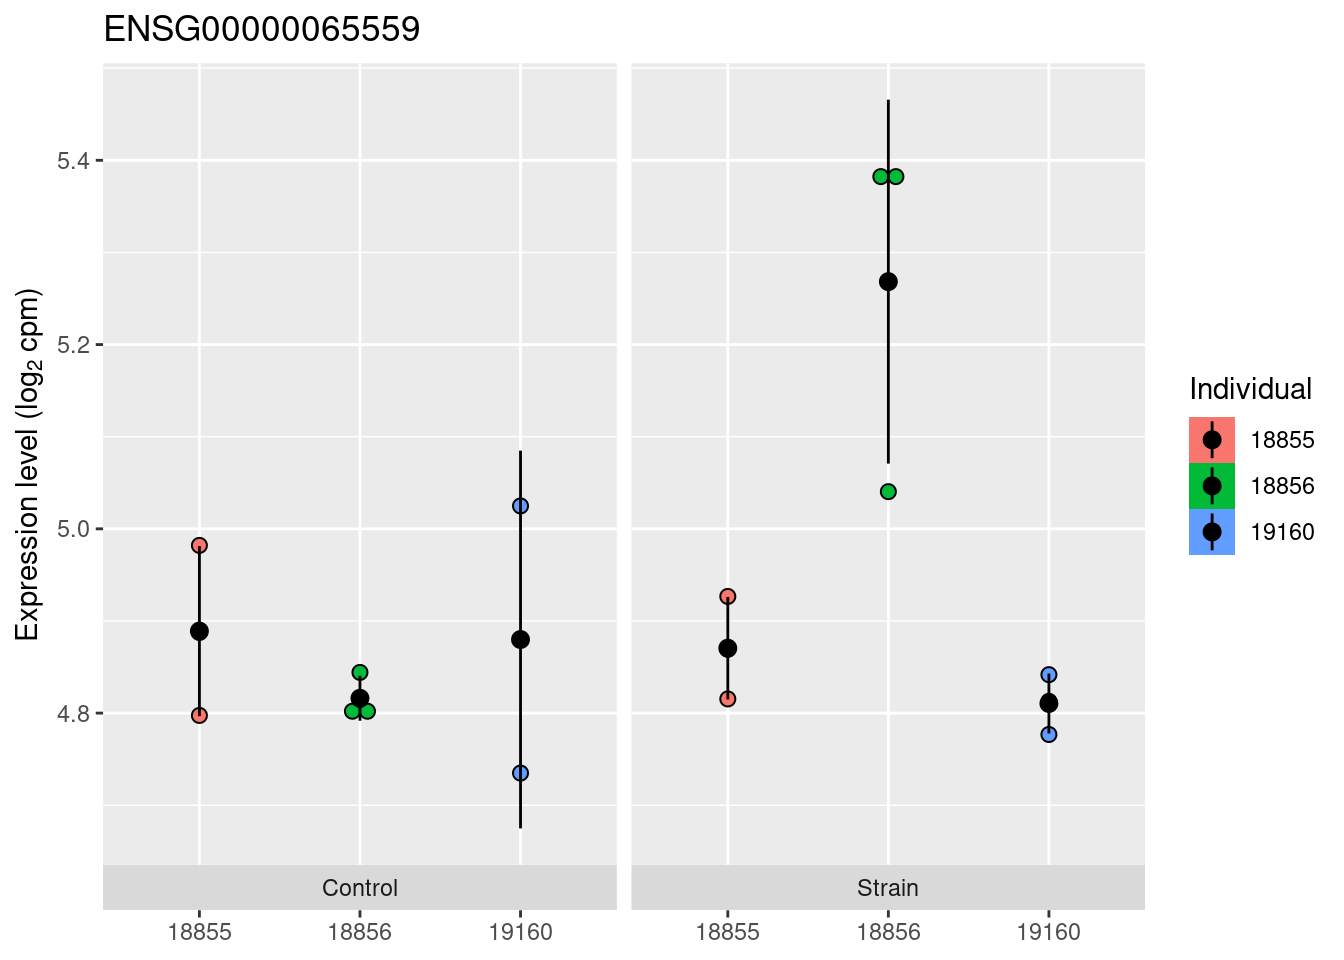 ENSG00000065559
Expression level (log2 cpm)
5.4
5.2
5.0
4.8
Control
Strain
18855
18856
19160
18855
18856
19160
Individual
18855
18856
19160